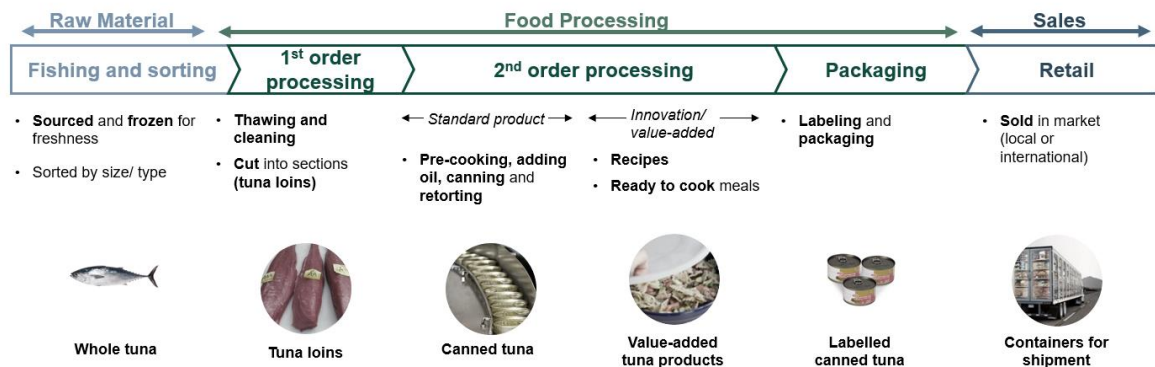 Raw Material
Food Processing
Sales
Fishing and sorting
1st order
processing
2nd order processing
Packaging
Retail
• Sourced and frozen for
freshness
• Sorted by size/ type
• Thawing and
cleaning
• Cut into sections
(tuna loins)
Standard product
• Pre-cooking, adding
oil, canning and
retorting
Innovation/
value-added
• Recipes
• Ready to cook meals
• Labeling and
packaging
• Sold in market
(local or
international)
Whole tuna
Tuna loins
Canned tuna
Value-added
tuna products
Labelled
canned tuna
Containers for
shipment